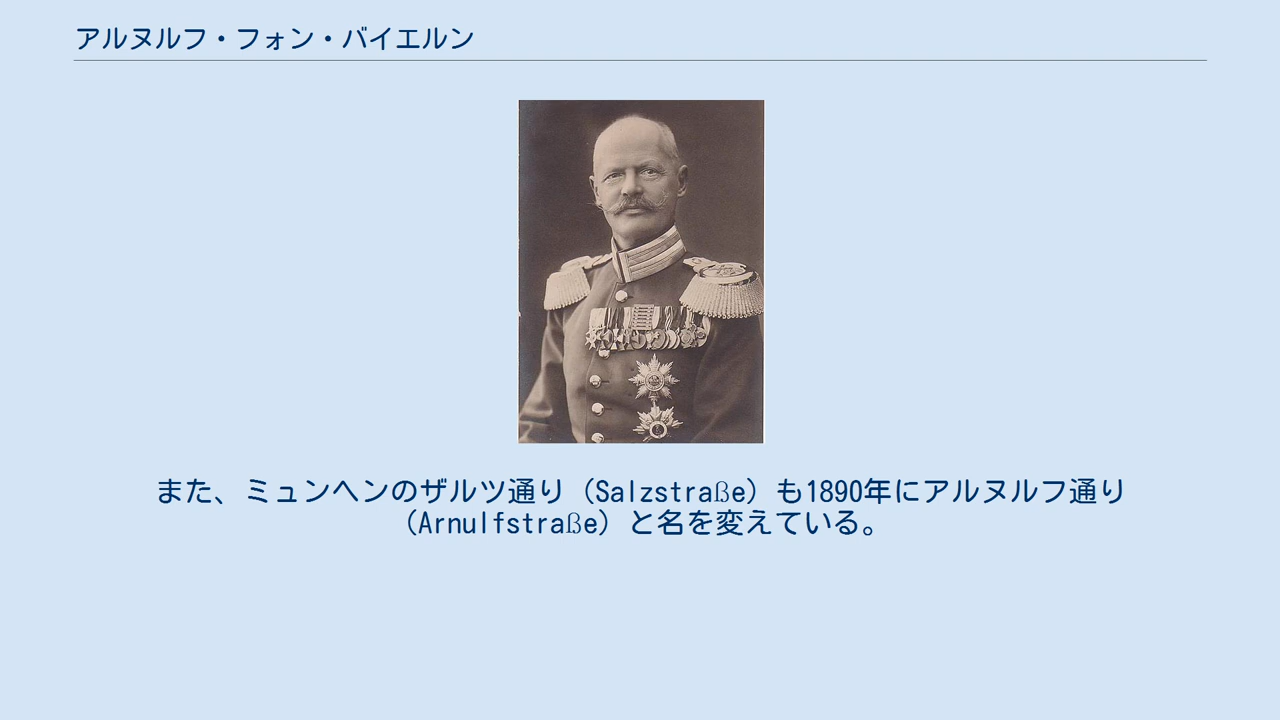 アルヌルフ・フォン・バイエルン
また、ミュンヘンのザルツ通り（Salzstraße）も1890年にアルヌルフ通り
（Arnulfstraße）と名を変えている。